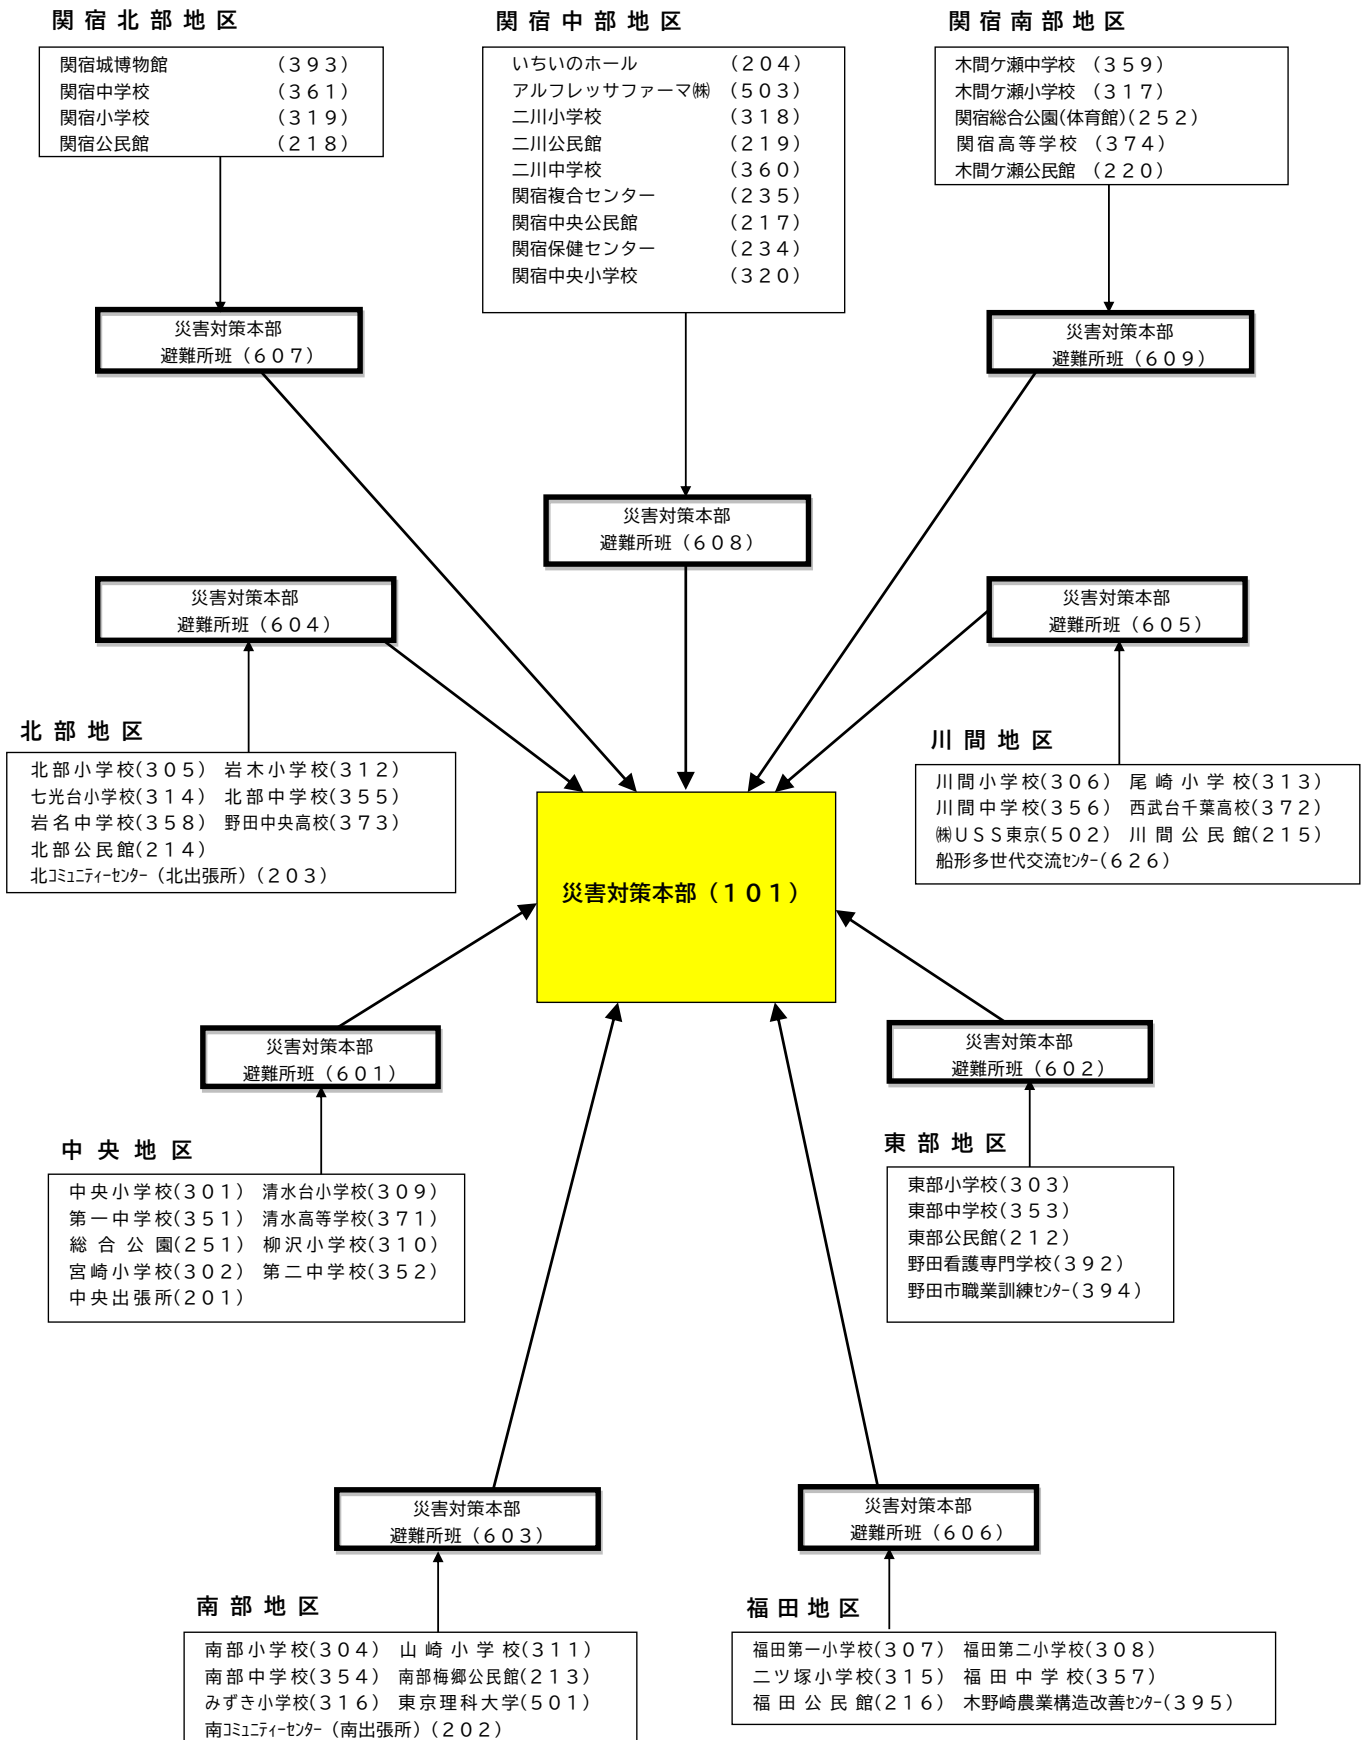 関宿北部地区
関宿城博物館 （３９３）
関宿中学校 （３６１）
関宿小学校 （３１９）
関宿公民館 （２１８）
関宿中部地区
いちいのホール （２０４）
アルフレッサファーマ㈱ （５０３）
二川小学校 （３１８）
二川公民館 （２１９）
二川中学校 （３６０）
関宿複合センター （２３５）
関宿中央公民館 （２１７）
関宿保健センター （２３４）
関宿中央小学校 （３２０）
関宿南部地区
木間ケ瀬中学校 （３５９）
木間ケ瀬小学校 （３１７）
関宿総合公園(体育館)(２５２)
関宿高等学校 （３７４）
木間ケ瀬公民館 （２２０）
災害対策本部
避難所班（６０７）
災害対策本部
避難所班（６０９）
災害対策本部
避難所班（６０８）
災害対策本部
避難所班（６０４）
災害対策本部
避難所班（６０５）
北部地区
北部小学校(３０５) 岩木小学校(３１２)
七光台小学校(３１４) 北部中学校(３５５)
岩名中学校(３５８) 野田中央高校(３７３)
北部公民館(２１４)
北ｺﾐｭﾆﾃｨｰｾﾝﾀｰ（北出張所）(２０３)
川間地区
川間小学校(３０６) 尾崎小学校(３１３)
川間中学校(３５６) 西武台千葉高校(３７２)
㈱ＵＳＳ東京(５０２) 川間公民館(２１５)
船形多世代交流ｾﾝﾀｰ(６２６)
災害対策本部（１０１）
災害対策本部
避難所班（６０１）
災害対策本部
避難所班（６０２）
中央地区
中央小学校(３０１) 清水台小学校(３０９)
第一中学校(３５１) 清水高等学校(３７１)
総合公園(２５１) 柳沢小学校(３１０)
宮崎小学校(３０２) 第二中学校(３５２)
中央出張所(２０１)
東部地区
東部小学校(３０３)
東部中学校(３５３)
東部公民館(２１２)
野田看護専門学校(３９２)
野田市職業訓練ｾﾝﾀｰ(３９４)
災害対策本部
避難所班（６０３）
災害対策本部
避難所班（６０６）
南部地区
南部小学校(３０４) 山崎小学校(３１１)
南部中学校(３５４) 南部梅郷公民館(２１３)
みずき小学校(３１６) 東京理科大学(５０１)
南ｺﾐｭﾆﾃｨｰｾﾝﾀｰ（南出張所）(２０２)
福田地区
福田第一小学校(３０７) 福田第二小学校(３０８)
二ツ塚小学校(３１５) 福田中学校(３５７)
福田公民館(２１６) 木野崎農業構造改善ｾﾝﾀｰ(３９５)